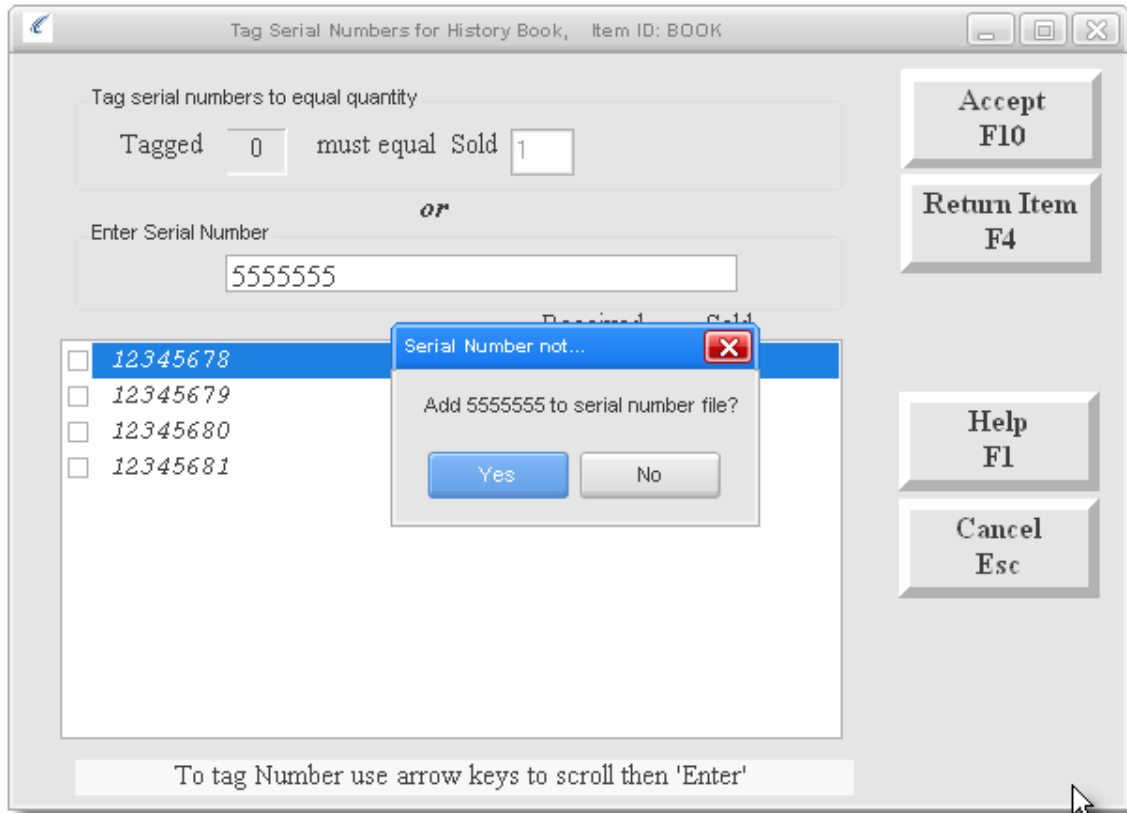 Tag Serial Numbers for History Book, Item ID: BOOK
Tag serial numbers to equal quantity
Tagged 0 must equal Sold 1
or
Enter Serial Number
5555555
Received Sold
12345678
12345679
12345680
12345681
Serial Number not...
Add 5555555 to serial number file?
Yes No
Accept
F10
Return Item
F4
Help
F1
Cancel
Esc
To tag Number use arrow keys to scroll then 'Enter'